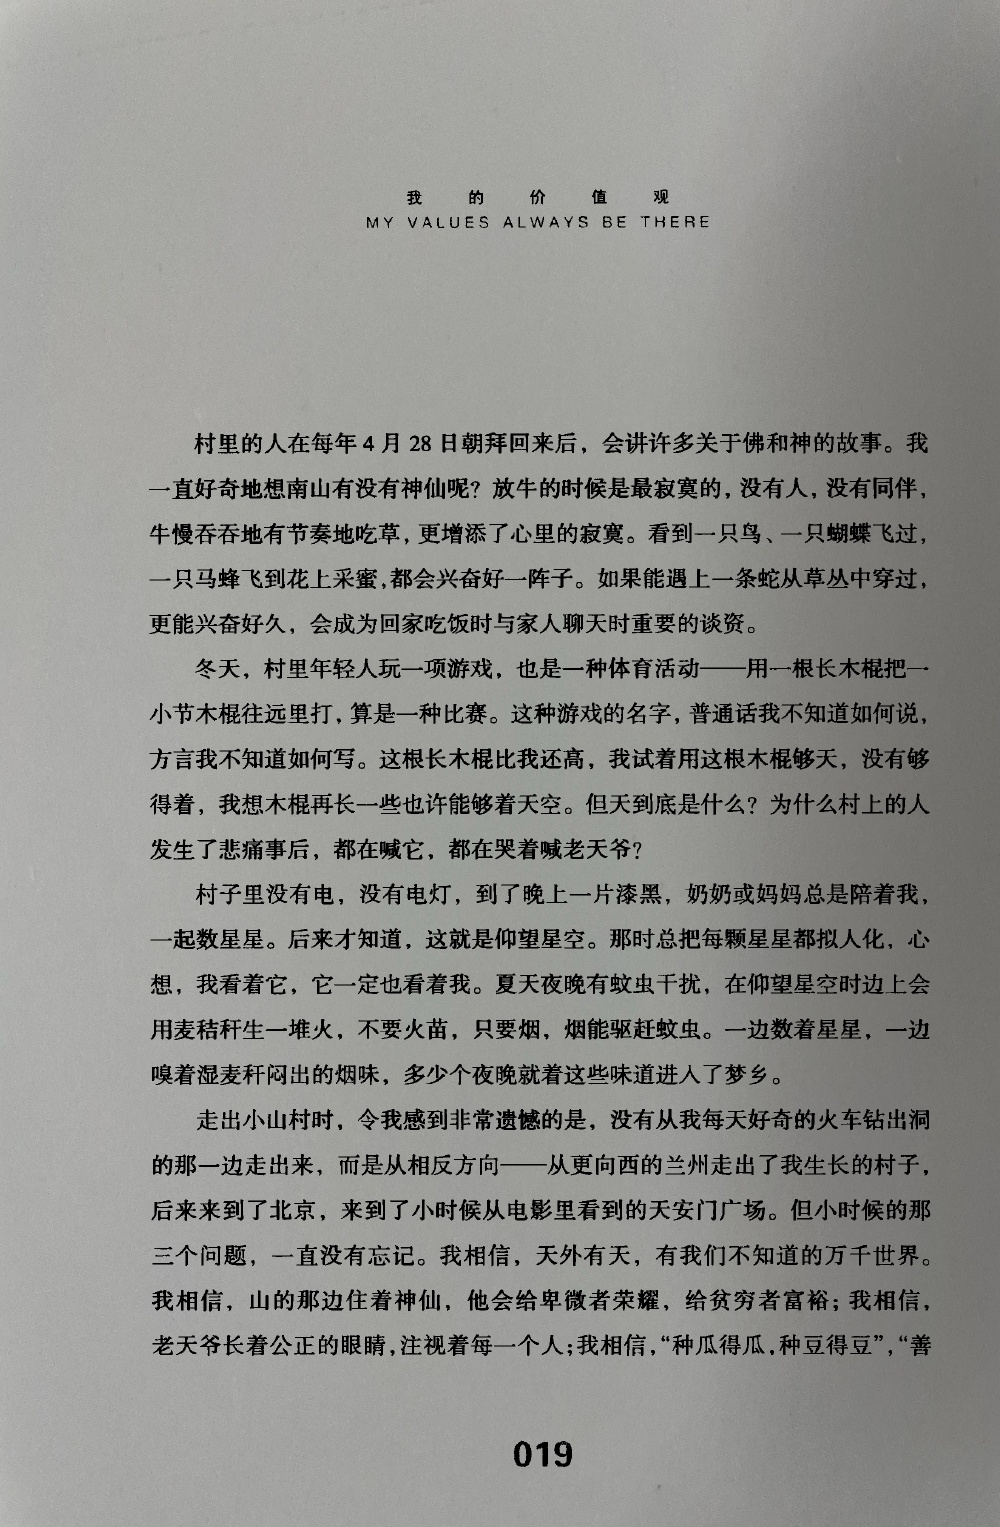 我的价值观
MY VALUES ALWAYS BE THERE
村里的人在每年4月28日朝拜回来后，会讲许多关于佛和神的故事。我
一直好奇地想南山有没有神仙呢？放牛的时候是最寂寞的，没有人，没有同伴，
牛慢吞吞地有节奏地吃草，更增添了心里的寂寞。看到一只鸟、一只蝴蝶飞过，
一只马蜂飞到花上采蜜，都会兴奋好一阵子。如果能遇上一条蛇从草丛中穿过，
更能兴奋好久，会成为回家吃饭时与家人聊天时重要的谈资。
冬天，村里年轻人玩一项游戏，也是一种体育活动——用一根长木棍把一
小节木棍往远里打，算是一种比赛。这种游戏的名字，普通话我不知道如何说，
方言我不知道如何写。这根长木棍比我还高，我试着用这根木棍够天，没有够
得着，我想木棍再长一些也许能够着天空。但天到底是什么？为什么村上的人
发生了悲痛事后，都在喊它，都在哭着喊老天爷？
村子里没有电，没有电灯，到了晚上一片漆黑，奶奶或妈妈总是陪着我，
一起数星星。后来才知道，这就是仰望星空。那时总把每颗星星都拟人化，心
想，我看着它，它一定也看着我。夏天夜晚有蚊虫干扰，在仰望星空时边上会
用麦秸秆生一堆火，不要火苗，只要烟，烟能驱赶蚊虫。一边数着星星，一边
嗅着湿麦秆闷出的烟味，多少个夜晚就着这些味道进入了梦乡。
走出小山村时，令我感到非常遗憾的是，没有从我每天好奇的火车钻出洞
的那一边走出来，而是从相反方向——从更向西的兰州走出了我生长的村子，
后来来到了北京，来到了小时候从电影里看到的天安门广场。但小时候的那
三个问题，一直没有忘记。我相信，天外有天，有我们不知道的万千世界。
我相信，山的那边住着神仙，他会给卑微者荣耀，给贫穷者富裕；我相信，
老天爷长着公正的眼睛，注视着每一个人；我相信，“种瓜得瓜，种豆得豆”，“善
019